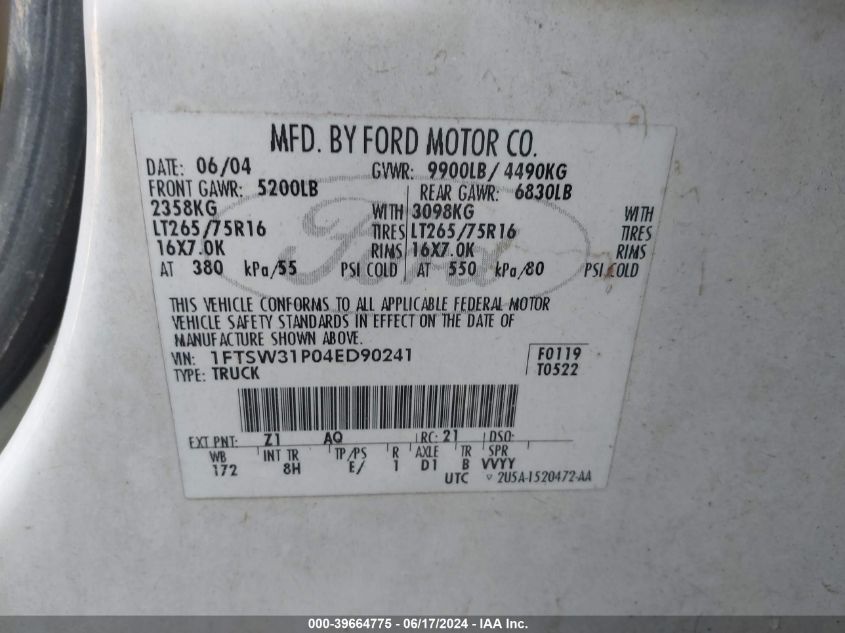 MFD. BY FORD MOTOR CO.
DATE: 06/04 GVWR: 9900LB/ 4490KG
FRONT GAWR: 5200LB REAR GAWR: 6830LB
2358KG WITH 3098KG WITH
LT265/75R16 TIRES LT265/75R16 TIRES
16X7.0K RIMS 16X7.0K RIMS
AT 380 kPa/55 PSI COLD AT 550 kPa/80 PSI COLD
Ford
THIS VEHICLE CONFORMS TO ALL APPLICABLE FEDERAL MOTOR
VEHICLE SAFETY STANDARDS IN EFFECT ON THE DATE OF
MANUFACTURE SHOWN ABOVE.
VIN: 1FTSW31P04ED90241 F0119
TYPE: TRUCK T0522
EXT PNT: Z1 AQ RC: 21 DSO:
WB INT TR TP/PS R AXLE TR SPR
172 8H E/ 1 D1 B VVYY
UTC 2U5A-1520472-AA
000-39664775 - 06/17/2024 - IAA Inc.